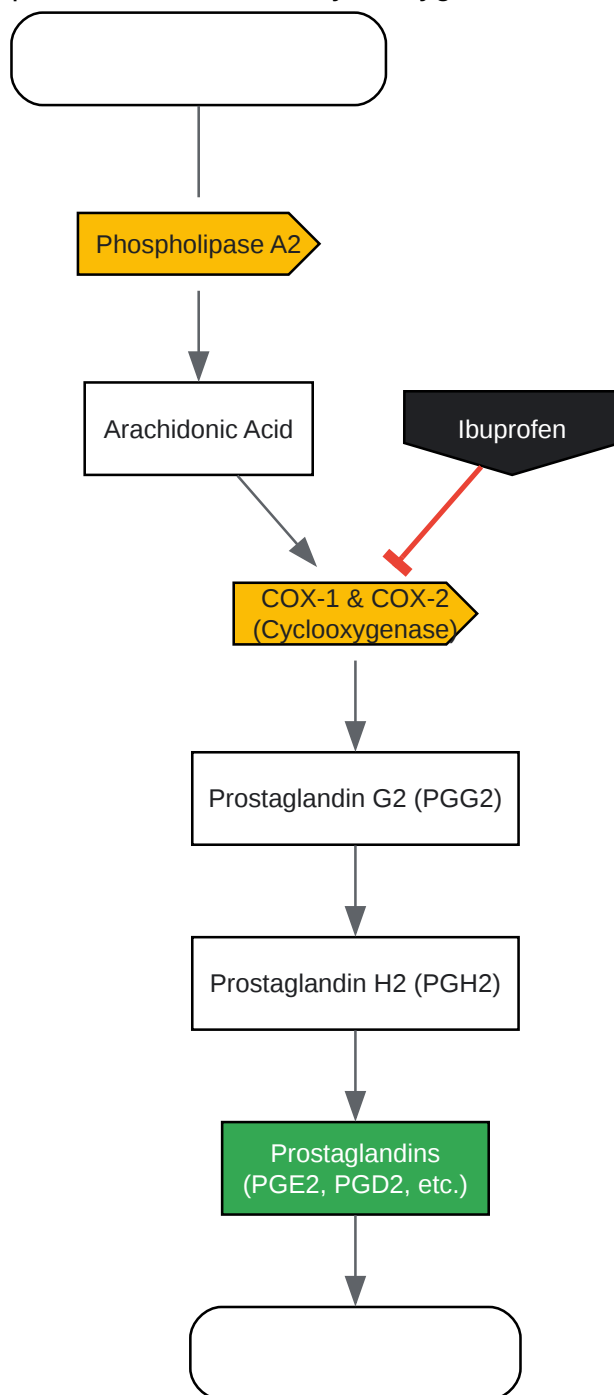 Phospholipase A2
Arachidonic Acid
Ibuprofen
COX-1 & COX-2
(Cyclooxygenase)
Prostaglandin G2 (PGG2)
Prostaglandin H2 (PGH2)
Prostaglandins
(PGE2, PGD2, etc.)